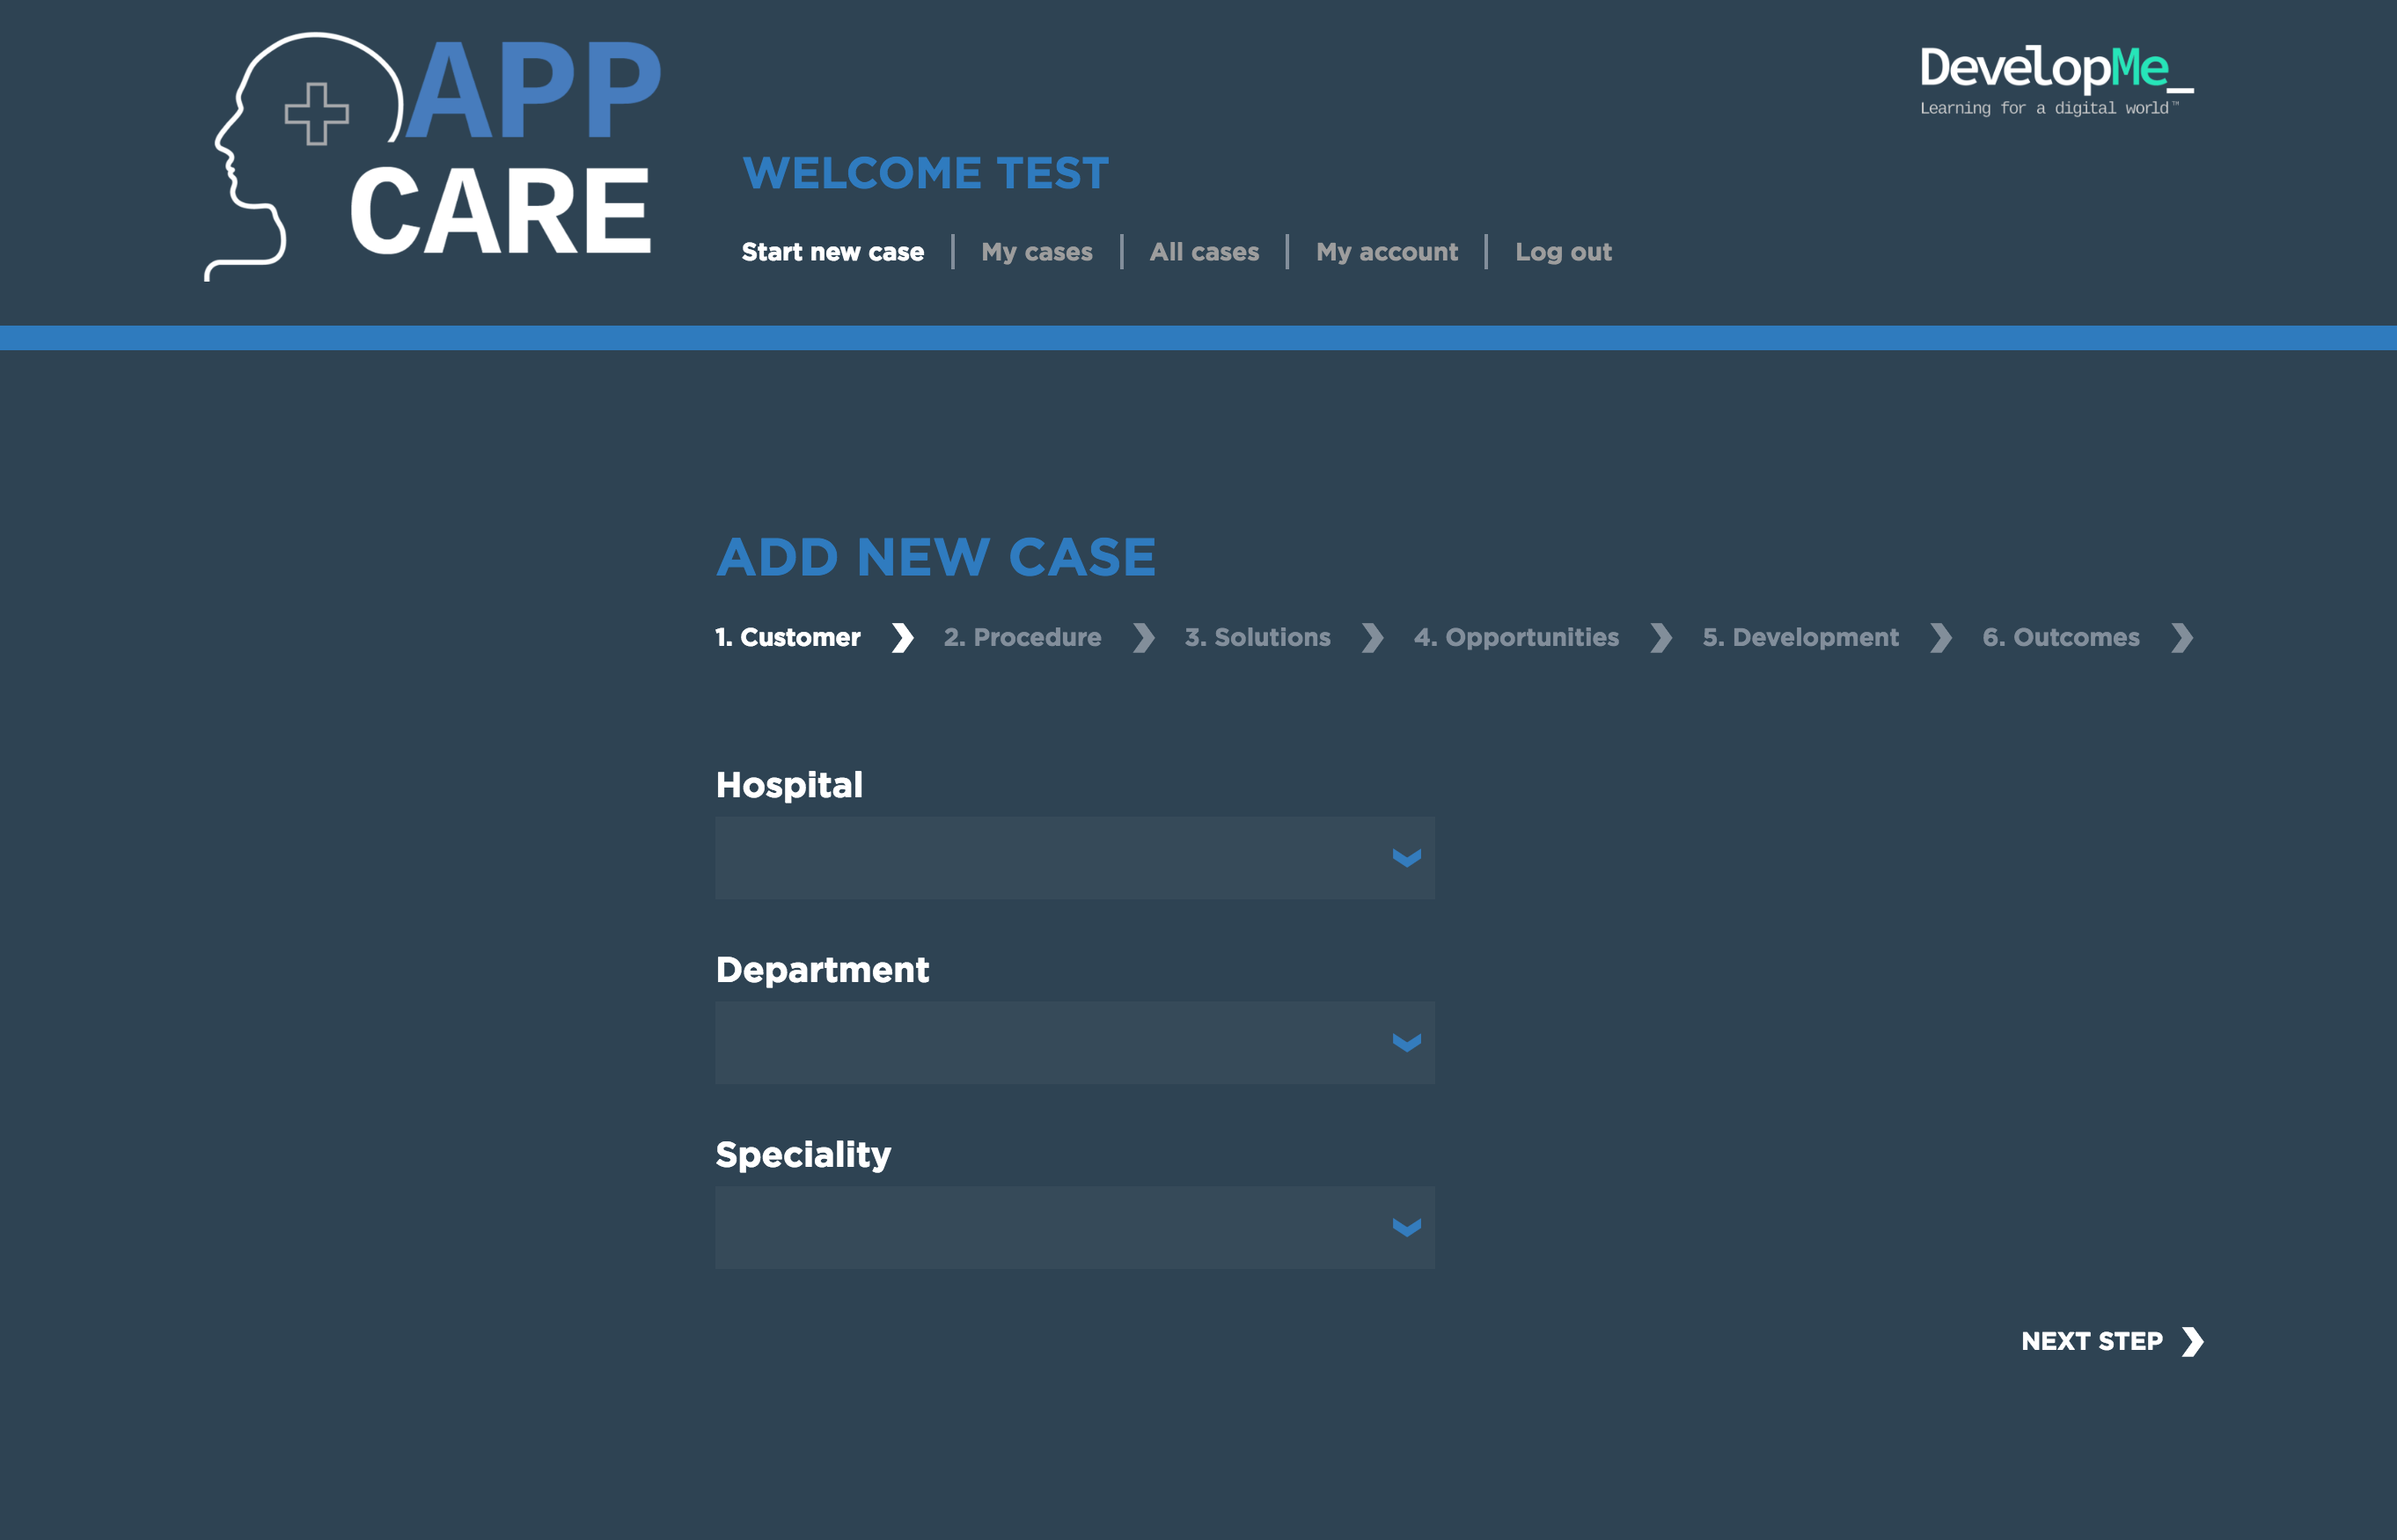 APP
CARE
DevelopMe_
Learning for a digital world™
WELCOME TEST
Start new case | My cases | All cases | My account | Log out
ADD NEW CASE
1. Customer ❯ 2. Procedure ❯ 3. Solutions ❯ 4. Opportunities ❯ 5. Development ❯ 6. Outcomes ❯
Hospital
Department
Speciality
NEXT STEP ❯